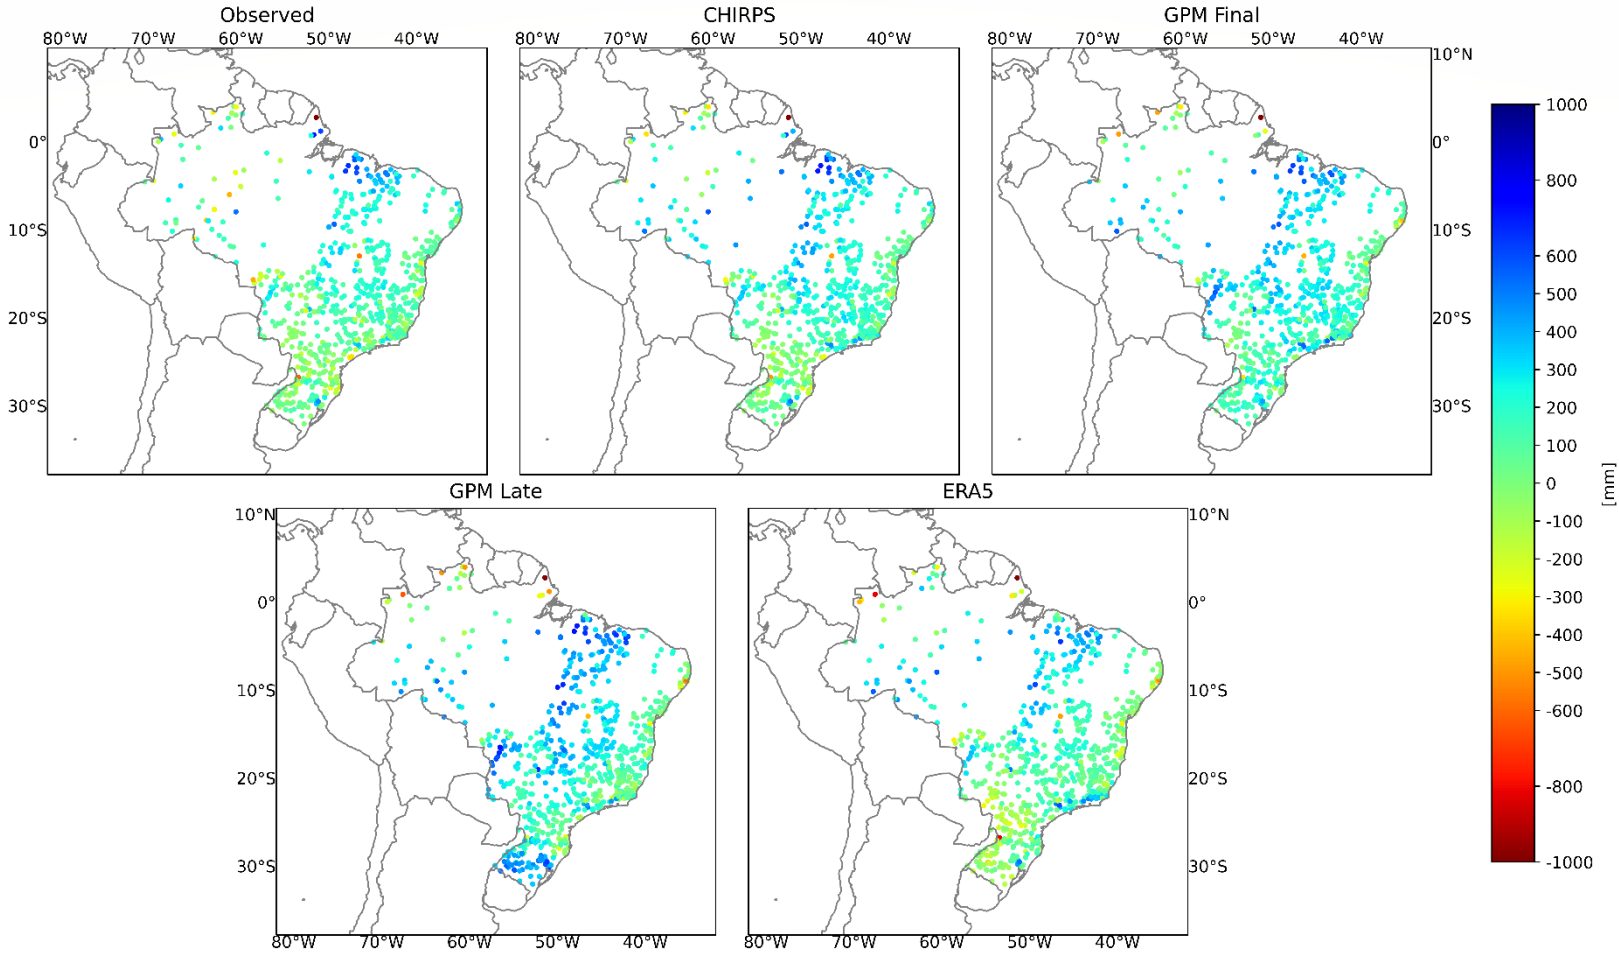 Observed
CHIRPS
GPM Final
80°W 70°W 60°W 50°W 40°W
80°W 70°W 60°W 50°W 40°W
80°W 70°W 60°W 50°W 40°W
10°N
0°
0°
10°S
10°S
20°S
20°S
30°S
30°S
GPM Late
ERA5
10°N
10°N
0°
0°
10°S
10°S
20°S
20°S
30°S
30°S
80°W 70°W 60°W 50°W 40°W
80°W 70°W 60°W 50°W 40°W
1000
800
600
500
400
300
200
100
0
-100
-200
-300
-400
-500
-600
-800
-1000
[mm]